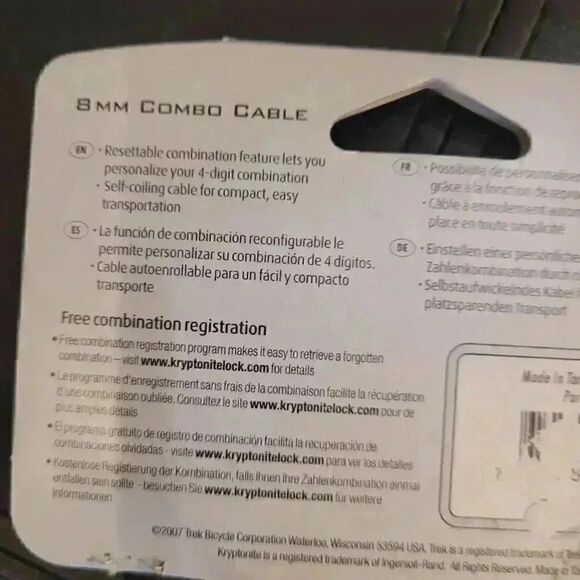 8MM COMBO CABLE
EN · Resettable combination feature lets you
personalize your 4-digit combination
· Self-coiling cable for compact, easy
transportation
ES · La función de combinación reconfigurable le
permite personalizar su combinación de 4 dígitos.
· Cable autoenrollable para un fácil y compacto
transporte
FR · Possibilité de
grâce à la fonction de
· Câble à enroulement
place en toute simplicité
DE · Einstellen einer
Zahlenkombination durch
· Selbstaufwickelndes Kabel
platzsparenden Transport
Free combination registration
• Free combination registration program makes it easy to retrieve a forgotten
combination – visit www.kryptonitelock.com for details
• Le programme d'enregistrement sans frais de la combinaison facilite la récupération
d'une combinaison oubliée. Consultez le site www.kryptonitelock.com pour de
plus amples détails
• El programa gratuito de registro de combinación facilita la recuperación de
combinaciones olvidadas - visite www.kryptonitelock.com para ver los detalles
• Kostenlose Registierung der Kombination, falls Ihnen Ihre Zahlenkombination einmal
entfallen sein sollte - besuchen Sie www.kryptonitelock.com für weitere
Informationen
Made in
©2007 Trek Bicycle Corporation Waterloo, Wisconsin 53594 USA. Trek is a registered trademark of
Kryptonite is a registered trademark of Ingersoll-Rand. All Rights Reserved. Made in